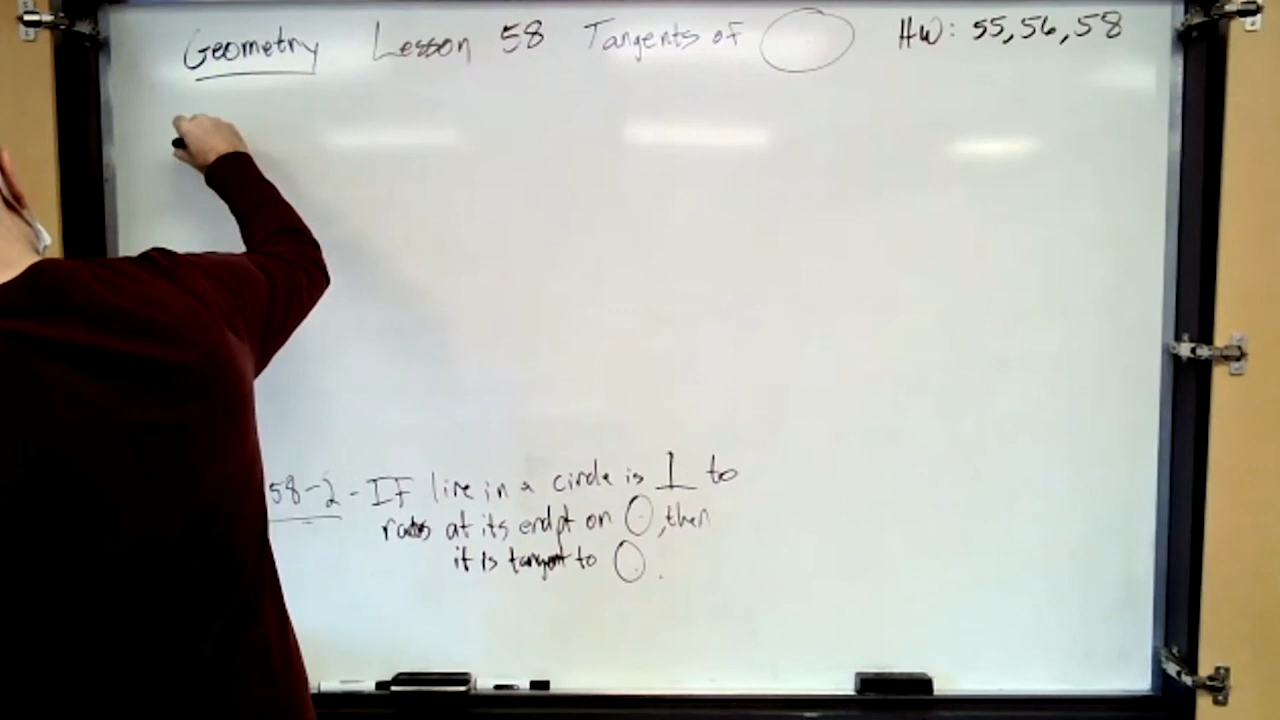 Geometry Lesson 58 Tangents of HW: 55, 56, 58
58-2 - IF line in a circle is ⊥ to
at its endpt on , then
it is tangent to .